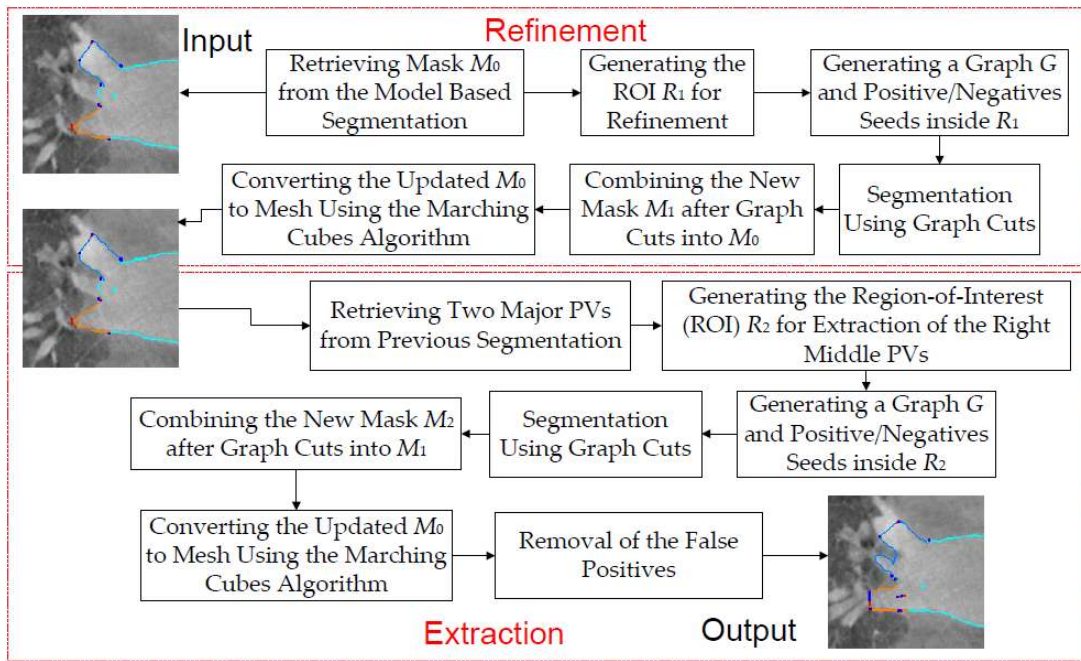 Input
Refinement
Retrieving Mask M0
from the Model Based
Segmentation
Generating the
ROI R1 for
Refinement
Generating a Graph G
and Positive/Negatives
Seeds inside R1
Segmentation
Using Graph Cuts
Combining the New
Mask M1 after Graph
Cuts into M0
Converting the Updated M0
to Mesh Using the Marching
Cubes Algorithm
Retrieving Two Major PVs
from Previous Segmentation
Generating the Region-of-Interest
(ROI) R2 for Extraction of the Right
Middle PVs
Generating a Graph G
and Positive/Negatives
Seeds inside R2
Segmentation
Using Graph Cuts
Combining the New Mask M2
after Graph Cuts into M1
Converting the Updated M0
to Mesh Using the Marching
Cubes Algorithm
Removal of the False
Positives
Extraction
Output